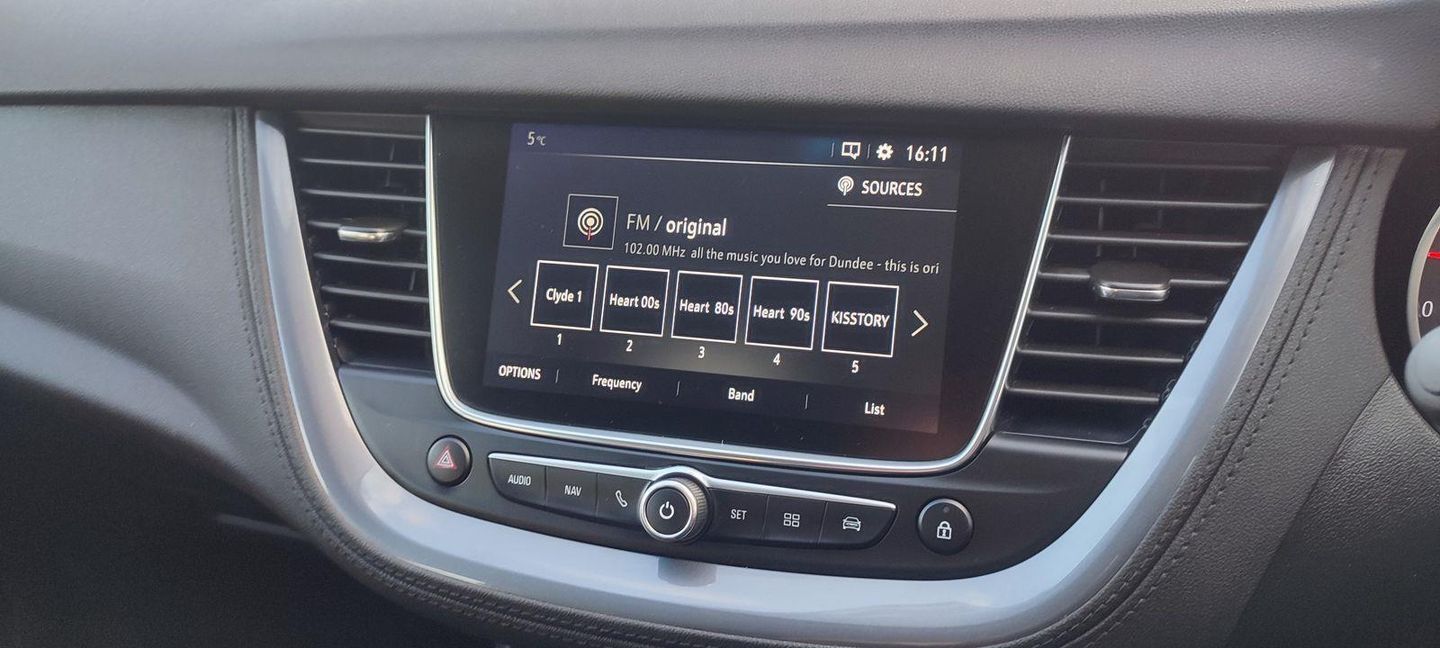 5°C
16:11
SOURCES
FM / original
102.00 MHz all the music you love for Dundee - this is ori
Clyde 1
Heart 00s
Heart 80s
Heart 90s
KISSTORY
1
2
3
4
5
OPTIONS
Frequency
Band
List
AUDIO
NAV
SET
0